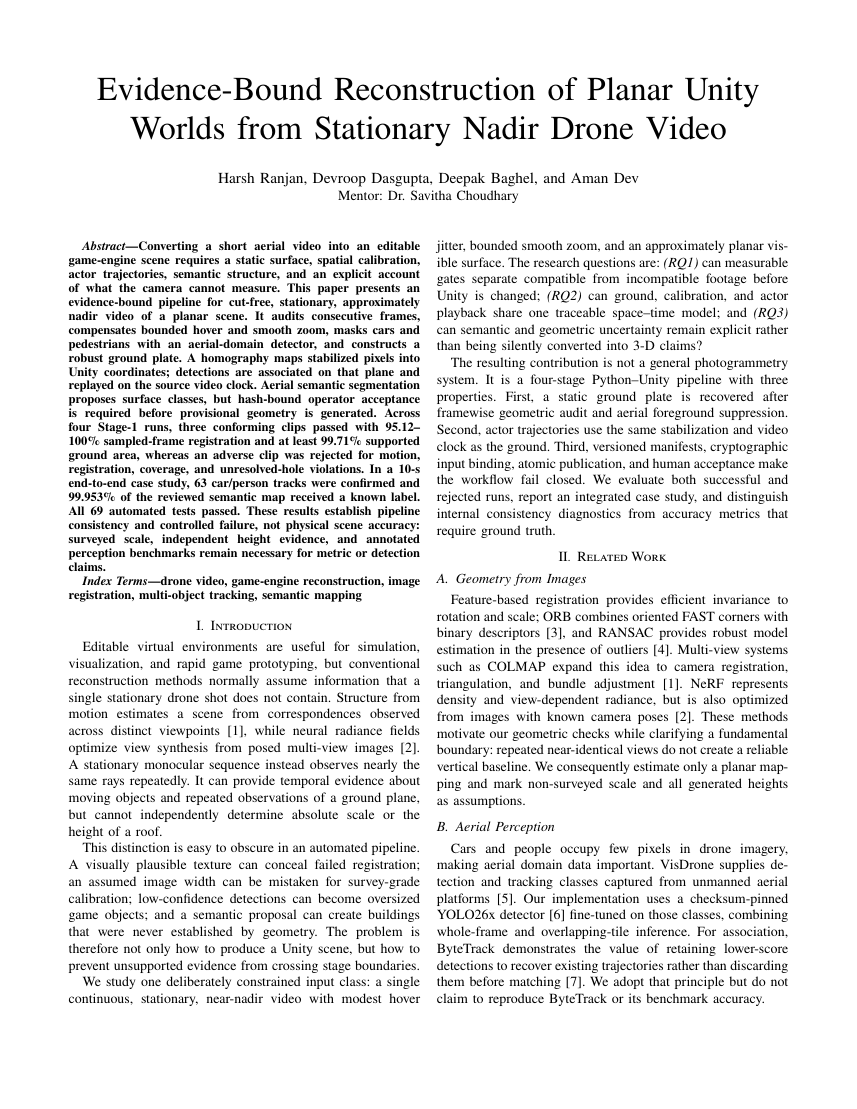 Evidence-Bound Reconstruction of Planar Unity
Worlds from Stationary Nadir Drone Video
Harsh Ranjan, Devroop Dasgupta, Deepak Baghel, and Aman Dev
Mentor: Dr. Savitha Choudhary
Abstract—Converting a short aerial video into an editable
game-engine scene requires a static surface, spatial calibration,
actor trajectories, semantic structure, and an explicit account
of what the camera cannot measure. This paper presents an
evidence-bound pipeline for cut-free, stationary, approximately
nadir video of a planar scene. It audits consecutive frames,
compensates bounded hover and smooth zoom, masks cars and
pedestrians with an aerial-domain detector, and constructs a
robust ground plate. A homography maps stabilized pixels into
Unity coordinates; detections are associated on that plane and
replayed on the source video clock. Aerial semantic segmentation
proposes surface classes, but hash-bound operator acceptance
is required before provisional geometry is generated. Across
four Stage-1 runs, three conforming clips passed with 95.12–
100% sampled-frame registration and at least 99.71% supported
ground area, whereas an adverse clip was rejected for motion,
registration, coverage, and unresolved-hole violations. In a 10-s
end-to-end case study, 63 car/person tracks were confirmed and
99.953% of the reviewed semantic map received a known label.
All 69 automated tests passed. These results establish pipeline
consistency and controlled failure, not physical scene accuracy:
surveyed scale, independent height evidence, and annotated
perception benchmarks remain necessary for metric or detection
claims.
Index Terms—drone video, game-engine reconstruction, image
registration, multi-object tracking, semantic mapping
I. Introduction
Editable virtual environments are useful for simulation,
visualization, and rapid game prototyping, but conventional
reconstruction methods normally assume information that a
single stationary drone shot does not contain. Structure from
motion estimates a scene from correspondences observed
across distinct viewpoints [1], while neural radiance fields
optimize view synthesis from posed multi-view images [2].
A stationary monocular sequence instead observes nearly the
same rays repeatedly. It can provide temporal evidence about
moving objects and repeated observations of a ground plane,
but cannot independently determine absolute scale or the
height of a roof.
This distinction is easy to obscure in an automated pipeline.
A visually plausible texture can conceal failed registration;
an assumed image width can be mistaken for survey-grade
calibration; low-confidence detections can become oversized
game objects; and a semantic proposal can create buildings
that were never established by geometry. The problem is
therefore not only how to produce a Unity scene, but how to
prevent unsupported evidence from crossing stage boundaries.
We study one deliberately constrained input class: a single
continuous, stationary, near-nadir video with modest hover
jitter, bounded smooth zoom, and an approximately planar vis-
ible surface. The research questions are: (RQ1) can measurable
gates separate compatible from incompatible footage before
Unity is changed; (RQ2) can ground, calibration, and actor
playback share one traceable space–time model; and (RQ3)
can semantic and geometric uncertainty remain explicit rather
than being silently converted into 3-D claims?
The resulting contribution is not a general photogrammetry
system. It is a four-stage Python–Unity pipeline with three
properties. First, a static ground plate is recovered after
framewise geometric audit and aerial foreground suppression.
Second, actor trajectories use the same stabilization and video
clock as the ground. Third, versioned manifests, cryptographic
input binding, atomic publication, and human acceptance make
the workflow fail closed. We evaluate both successful and
rejected runs, report an integrated case study, and distinguish
internal consistency diagnostics from accuracy metrics that
require ground truth.
II. Related Work
A. Geometry from Images
Feature-based registration provides efficient invariance to
rotation and scale; ORB combines oriented FAST corners with
binary descriptors [3], and RANSAC provides robust model
estimation in the presence of outliers [4]. Multi-view systems
such as COLMAP expand this idea to camera registration,
triangulation, and bundle adjustment [1]. NeRF represents
density and view-dependent radiance, but is also optimized
from images with known camera poses [2]. These methods
motivate our geometric checks while clarifying a fundamental
boundary: repeated near-identical views do not create a reliable
vertical baseline. We consequently estimate only a planar map-
ping and mark non-surveyed scale and all generated heights
as assumptions.
B. Aerial Perception
Cars and people occupy few pixels in drone imagery,
making aerial domain data important. VisDrone supplies de-
tection and tracking classes captured from unmanned aerial
platforms [5]. Our implementation uses a checksum-pinned
YOLO26x detector [6] fine-tuned on those classes, combining
whole-frame and overlapping-tile inference. For association,
ByteTrack demonstrates the value of retaining lower-score
detections to recover existing trajectories rather than discarding
them before matching [7]. We adopt that principle but do not
claim to reproduce ByteTrack or its benchmark accuracy.